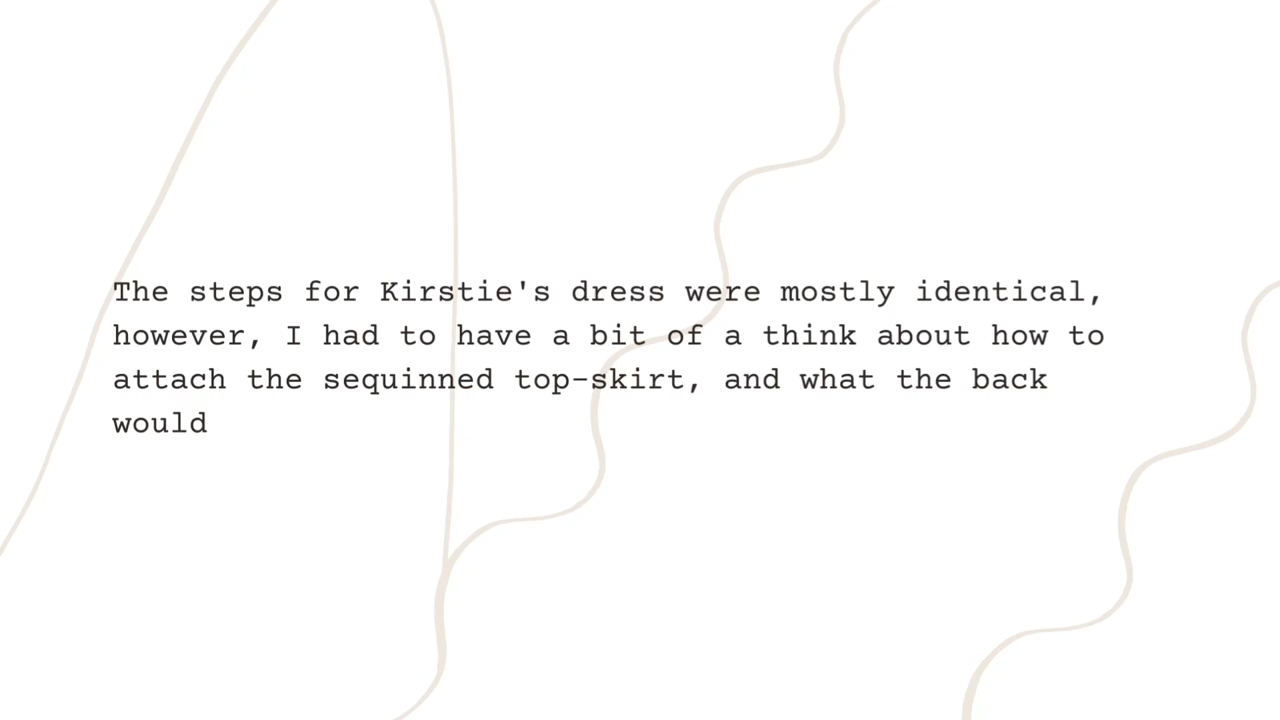 The steps for Kirstie's dress were mostly identical,
however, I had to have a bit of a think about how to
attach the sequinned top-skirt, and what the back
would